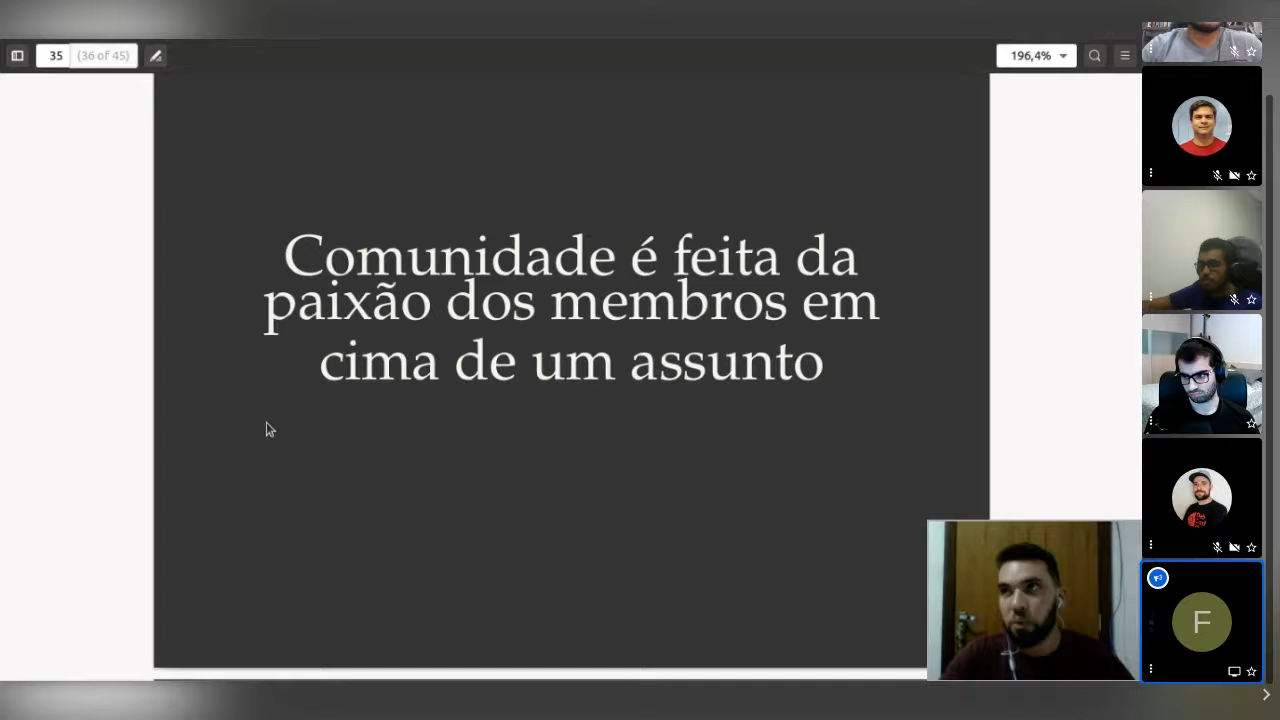 35 (36 of 45) 196,4%
Comunidade é feita da
paixão dos membros em
cima de um assunto
F